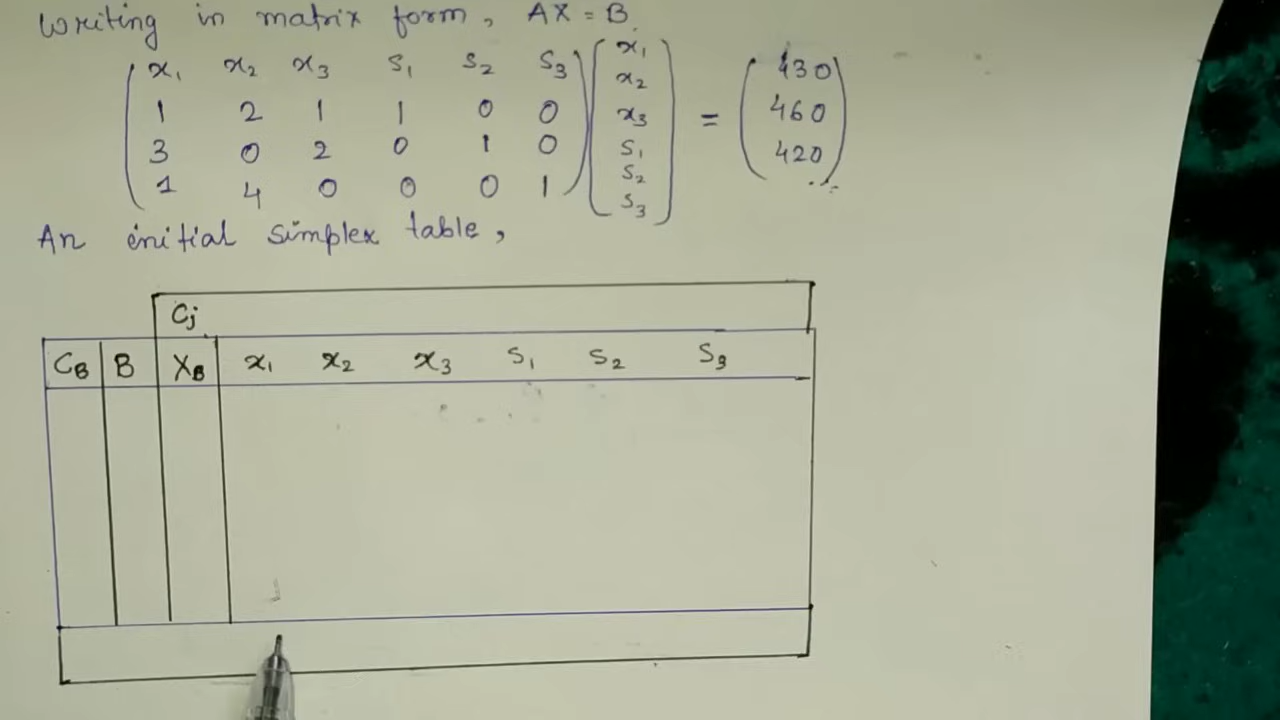 Writing in matrix form, AX = B
x₁ x₂ x₃ S₁ S₂ S₃ x₁ 430
1 2 1 1 0 0 x₂ = 460
3 0 2 0 1 0 x₃ 420
1 4 0 0 0 1 S₁
S₂
S₃
An initial simplex table,
Cj
CB B XB x₁ x₂ x₃ S₁ S₂ S₃